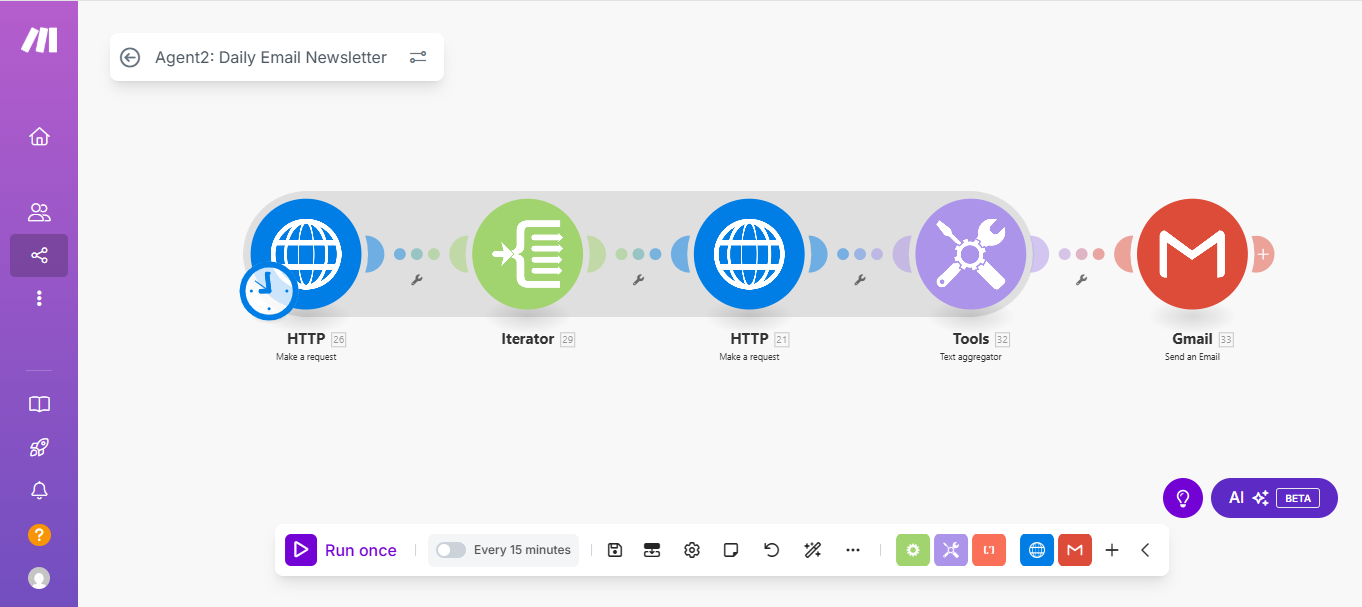 Agent2: Daily Email Newsletter
HTTP 26
Make a request
Iterator 29
HTTP 21
Make a request
Tools 32
Text aggregator
Gmail 33
Send an Email
?
AI BETA
Run once
Every 15 minutes